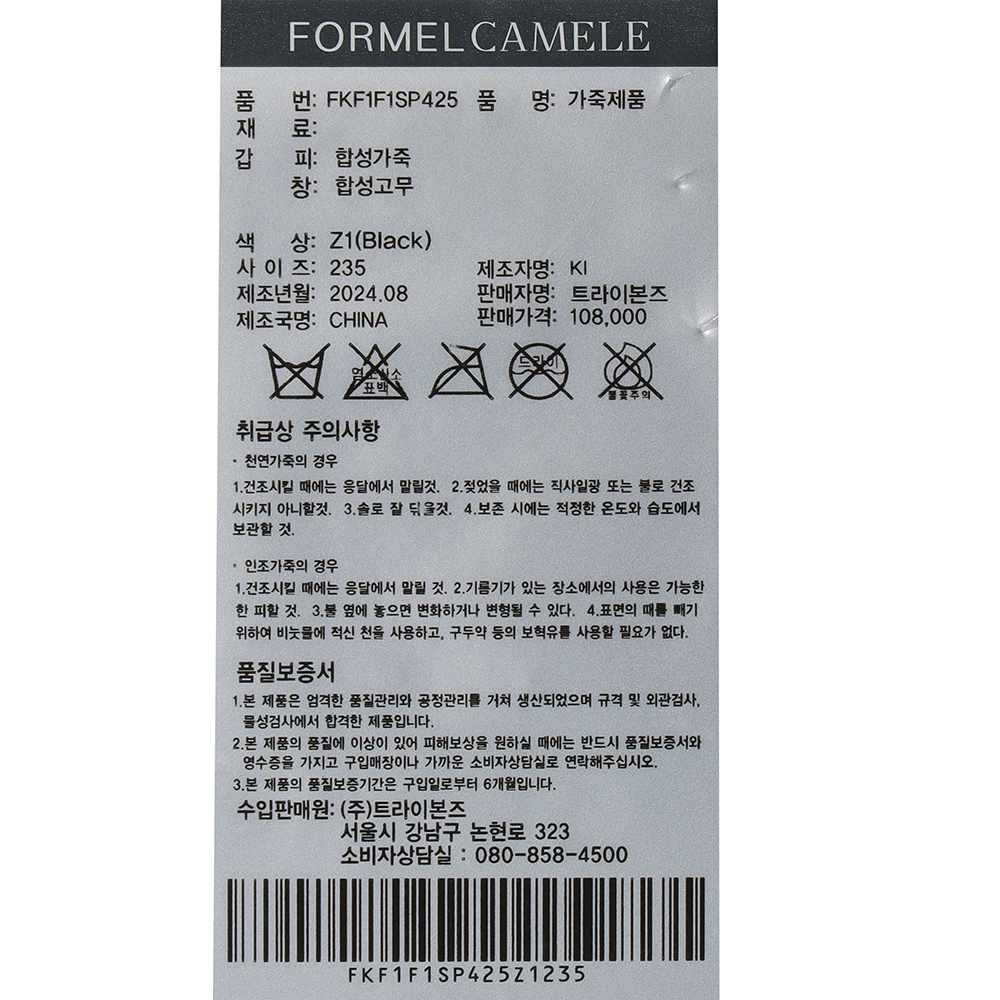 FORMELCAMELE
품 번: FKF1F1SP425 품 명: 가죽제품
재 료:
갑 피: 합성가죽
창: 합성고무
색 상: Z1(Black)
사 이 즈: 235 제조자명: KI
제조년월: 2024.08 판매자명: 트라이본즈
제조국명: CHINA 판매가격: 108,000
염소산소 드라이
표백 불꽃주의
취급상 주의사항
· 천연가죽의 경우
1.건조시킬 때에는 응달에서 말릴것. 2.젖었을 때에는 직사일광 또는 불로 건조
시키지 아니할것. 3.솔로 잘 닦을것. 4.보존 시에는 적정한 온도와 습도에서
보관할 것.
· 인조가죽의 경우
1.건조시킬 때에는 응달에서 말릴 것. 2.기름기가 있는 장소에서의 사용은 가능한
한 피할 것. 3.불 옆에 놓으면 변화하거나 변형될 수 있다. 4.표면의 때를 빼기
위하여 비눗물에 적신 천을 사용하고, 구두약 등의 보혁유를 사용할 필요가 없다.
품질보증서
1.본 제품은 엄격한 품질관리와 공정관리를 거쳐 생산되었으며 규격 및 외관검사,
물성검사에서 합격한 제품입니다.
2.본 제품의 품질에 이상이 있어 피해보상을 원하실 때에는 반드시 품질보증서와
영수증을 가지고 구입매장이나 가까운 소비자상담실로 연락해주십시오.
3.본 제품의 품질보증기간은 구입일로부터 6개월입니다.
수입판매원: (주)트라이본즈
서울시 강남구 논현로 323
소비자상담실 : 080-858-4500
FKF1F1SP425Z1235